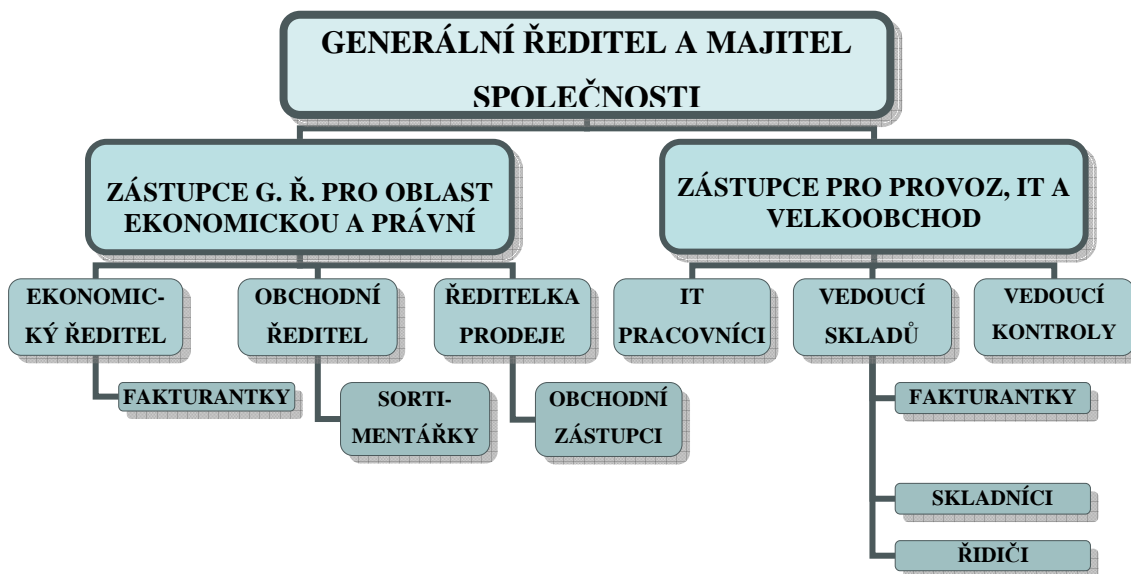 GENERÁLNÍ ŘEDITEL A MAJITEL
SPOLEČNOSTI
ZÁSTUPCE G. Ř. PRO OBLAST
EKONOMICKOU A PRÁVNÍ
ZÁSTUPCE PRO PROVOZ, IT A
VELKOOBCHOD
EKONOMIC-
KÝ ŘEDITEL
OBCHODNÍ
ŘEDITEL
ŘEDITELKA
PRODEJE
IT
PRACOVNÍCI
VEDOUCÍ
SKLADŮ
VEDOUCÍ
KONTROLY
FAKTURANTKY
SORTI-
MENTÁŘKY
OBCHODNÍ
ZÁSTUPCI
FAKTURANTKY
SKLADNÍCI
ŘIDIČI